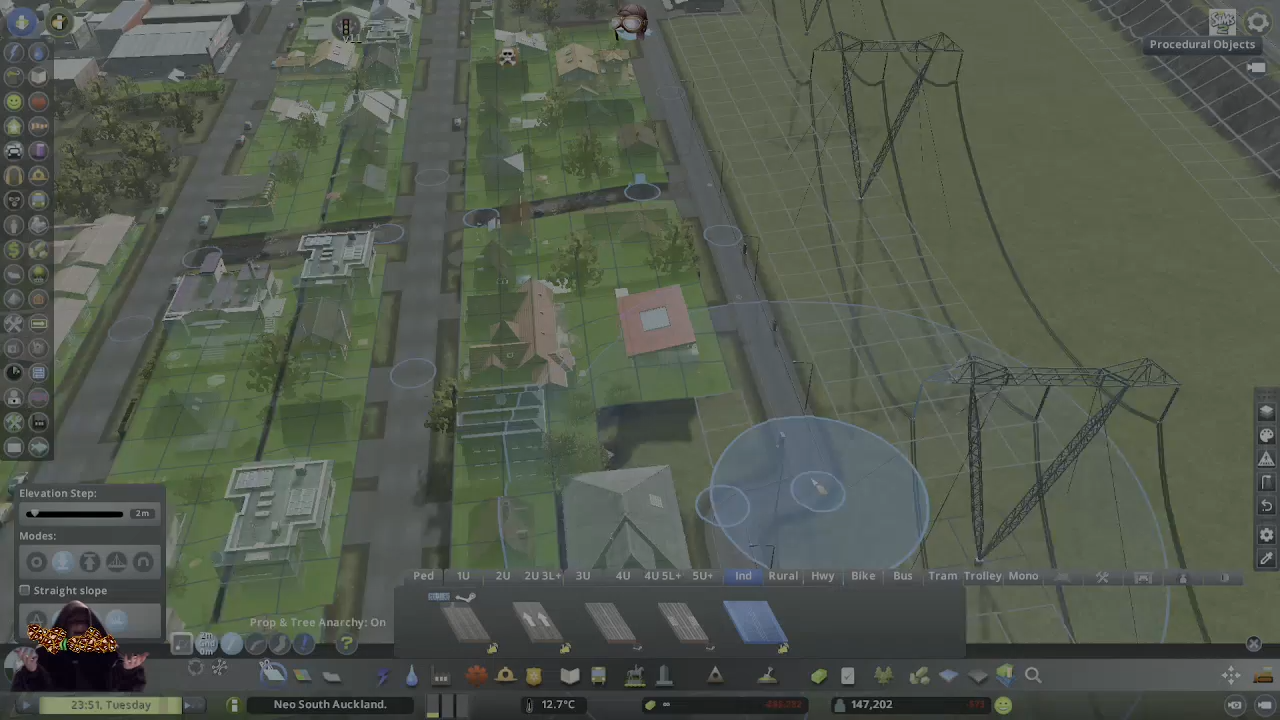 Procedural Objects
Elevation Step:
2m
Modes:
Straight slope
Prop & Tree Anarchy: On
Ped 1U 2U 2U 3L+ 3U 4U 4U 5L+ 5U+ Ind Rural Hwy Bike Bus Tram Trolley Mono
23:51, Tuesday
Neo South Auckland.
12.7°C
∞
147,202